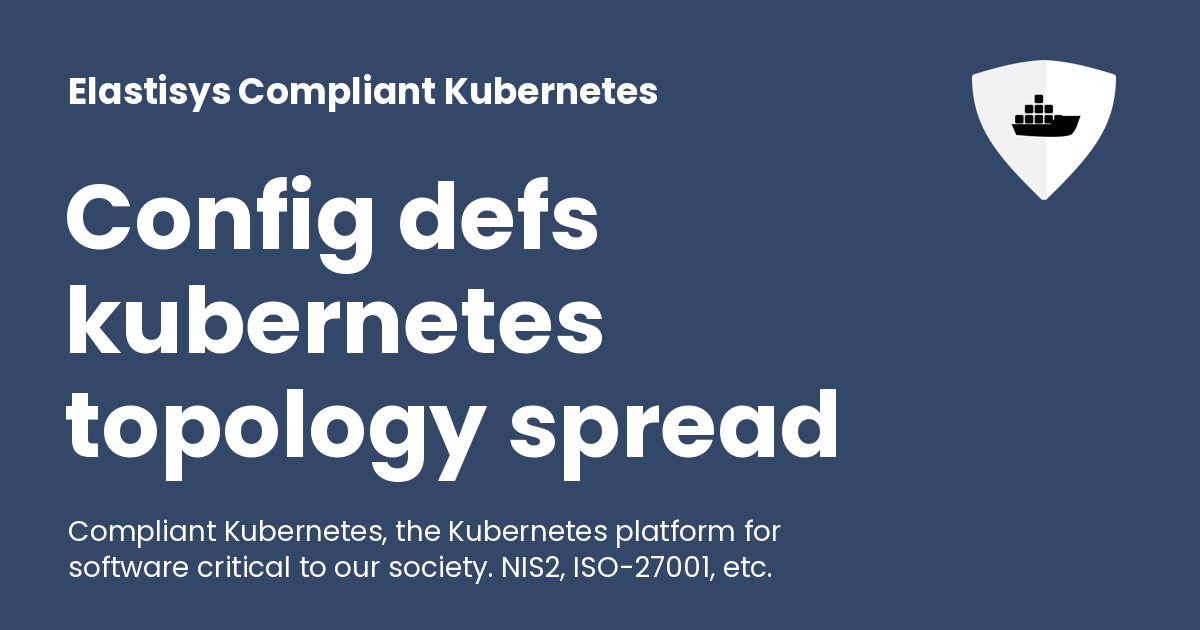 Elastisys Compliant Kubernetes
Config defs
kubernetes
topology spread
Compliant Kubernetes, the Kubernetes platform for
software critical to our society. NIS2, ISO-27001, etc.